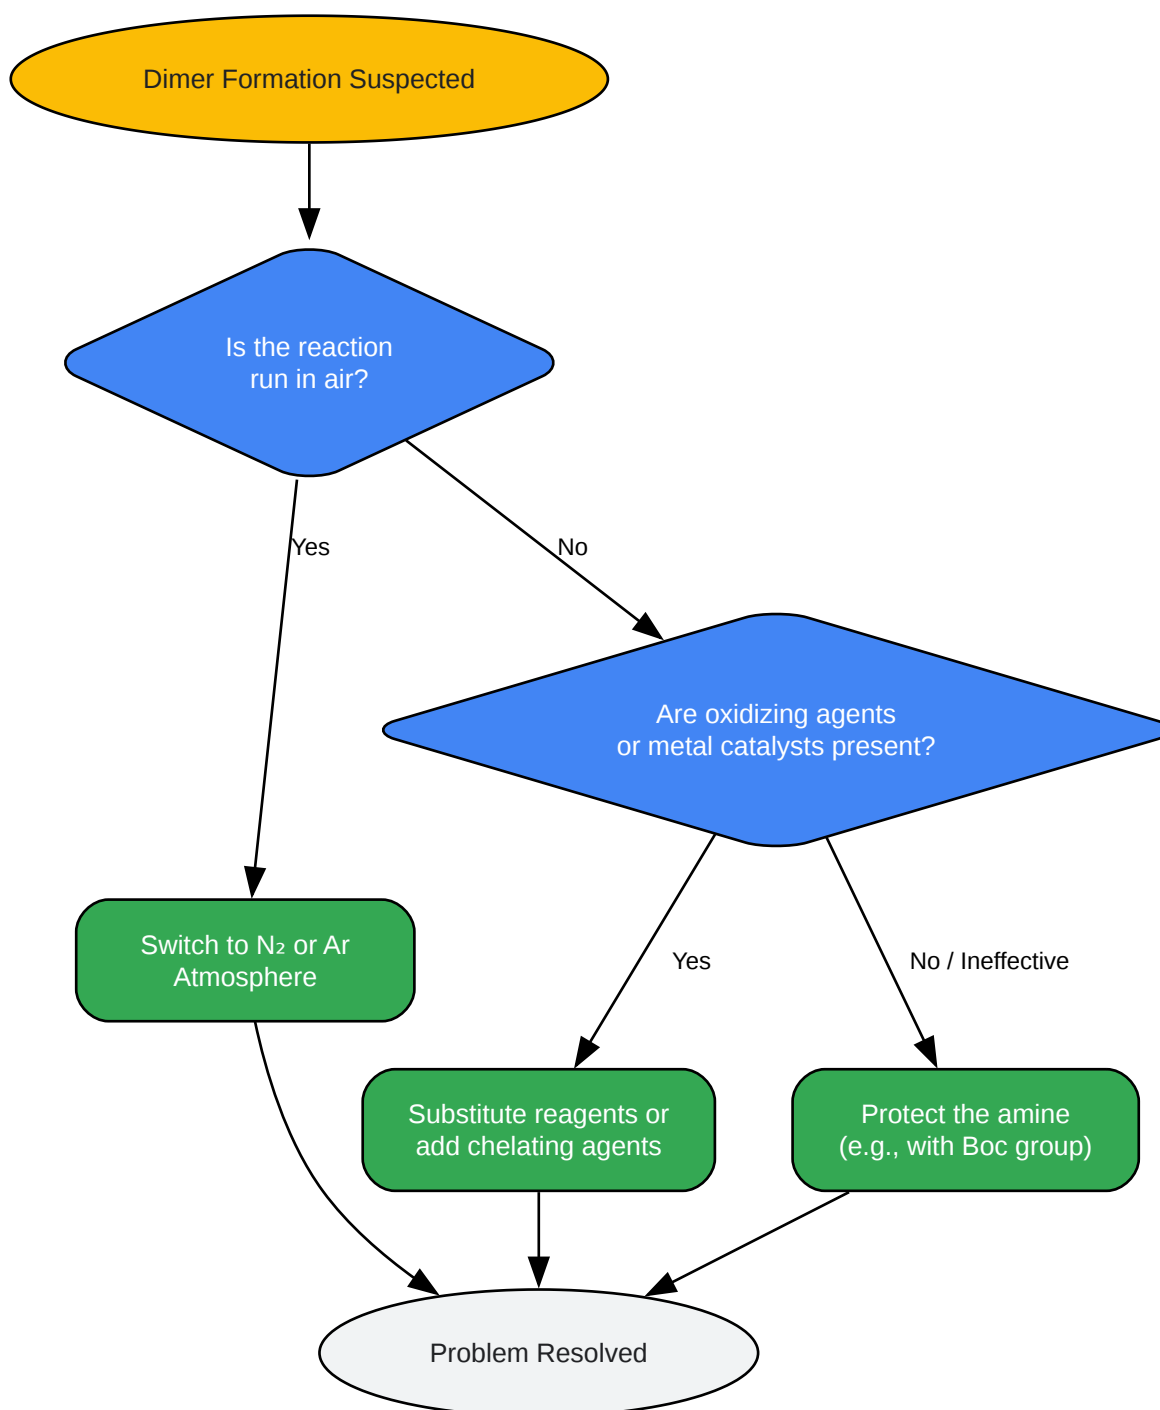 Dimer Formation Suspected
Is the reaction
run in air?
Yes
No
Are oxidizing agents
or metal catalysts present?
Switch to N₂ or Ar
Atmosphere
Yes
No / Ineffective
Substitute reagents or
add chelating agents
Protect the amine
(e.g., with Boc group)
Problem Resolved